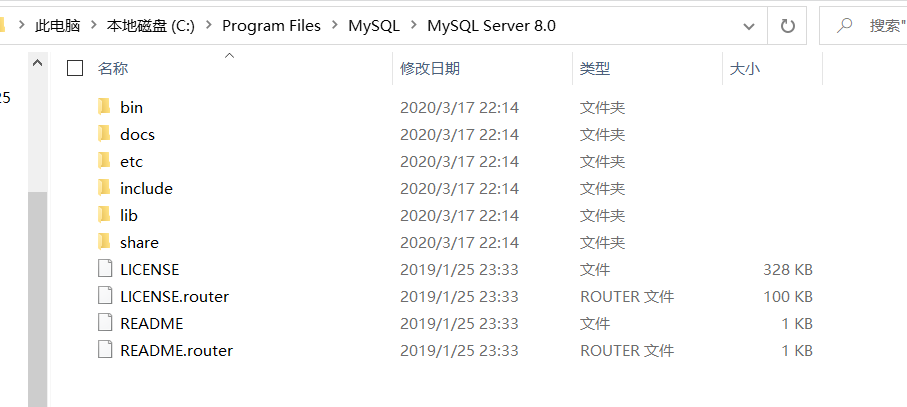 此电脑 > 本地磁盘 (C:) > Program Files > MySQL > MySQL Server 8.0 搜索"
名称 修改日期 类型 大小
25
bin 2020/3/17 22:14 文件夹
docs 2020/3/17 22:14 文件夹
etc 2020/3/17 22:14 文件夹
include 2020/3/17 22:14 文件夹
lib 2020/3/17 22:14 文件夹
share 2020/3/17 22:14 文件夹
LICENSE 2019/1/25 23:33 文件 328 KB
LICENSE.router 2019/1/25 23:33 ROUTER 文件 100 KB
README 2019/1/25 23:33 文件 1 KB
README.router 2019/1/25 23:33 ROUTER 文件 1 KB